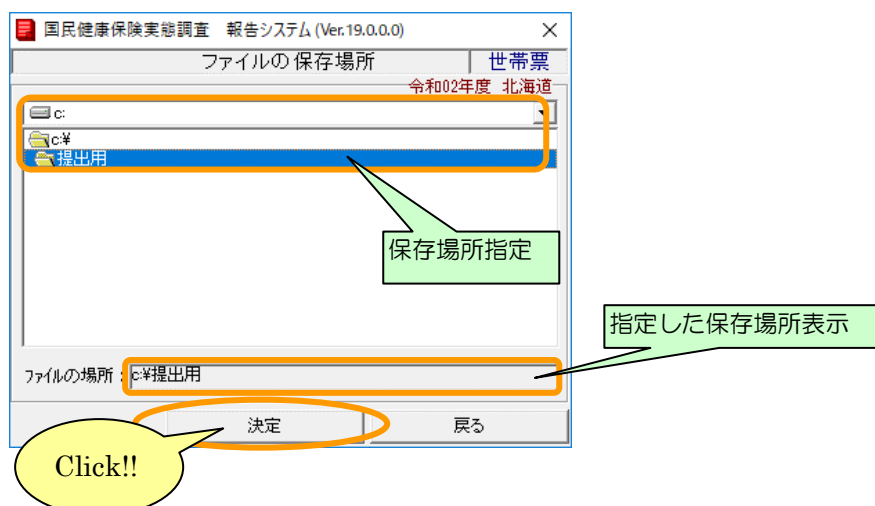 国民健康保険実態調査　報告システム (Ver.19.0.0.0)
ファイルの保存場所
世帯票
令和02年度 北海道
c:
c:¥
提出用
保存場所指定
指定した保存場所表示
ファイルの場所： c:¥提出用
決定
戻る
Click!!